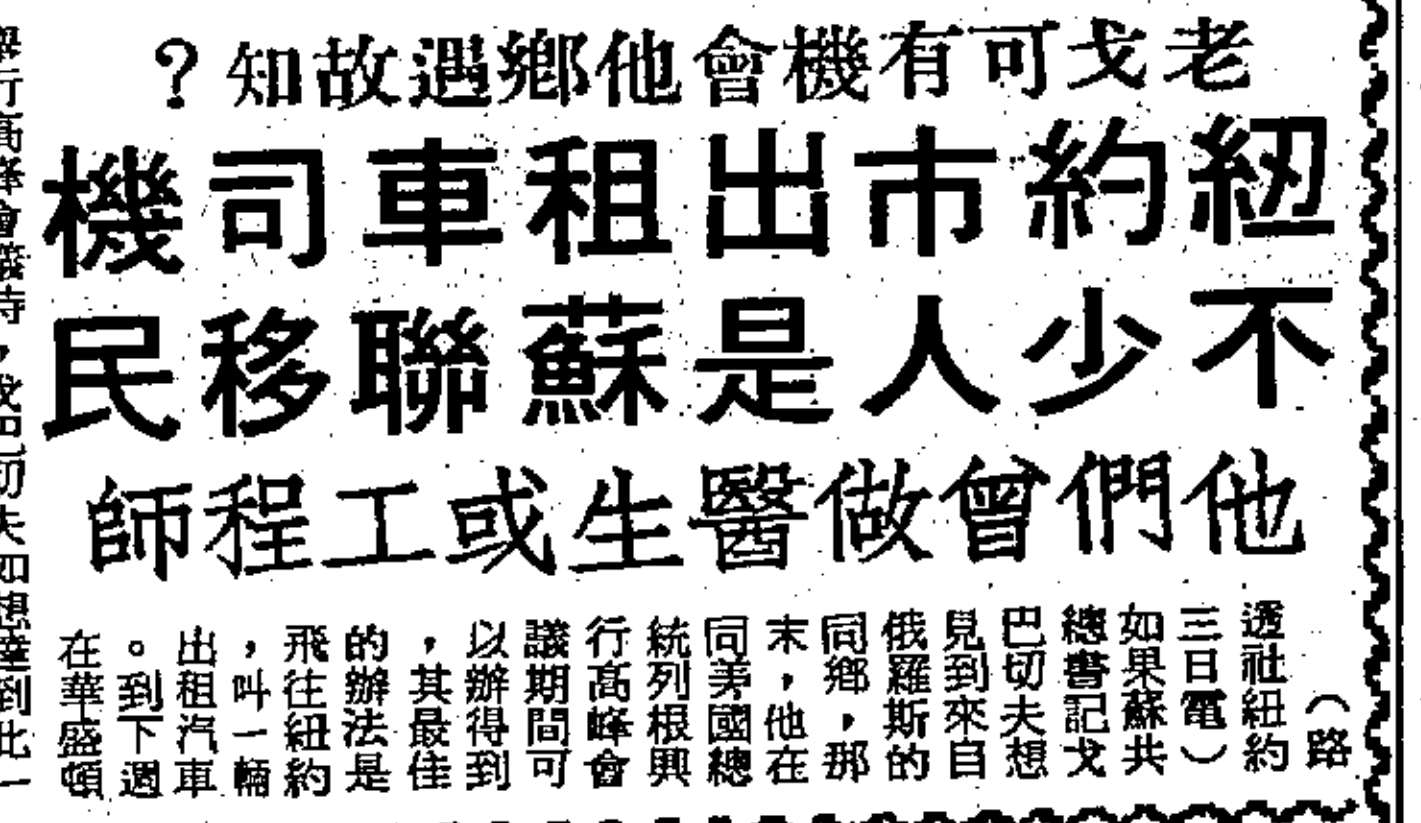 老戈可有機會他鄉遇故知？
紐約市出租車司機
不少人是蘇聯移民
他們曾做醫生或工程師
（路
透社紐約
三日電）
如果蘇共
總書記戈
巴切夫想
見到來自
俄羅斯的
同鄉，那
末，他在
同美國總
統列根興
行高峰會
議期間可
以辦得到
，其最佳
的辦法是
飛往紐約
，叫一輛
出租汽車
。到下週
在華盛頓
舉行高峰會議時，戈巴切夫如想達到此一